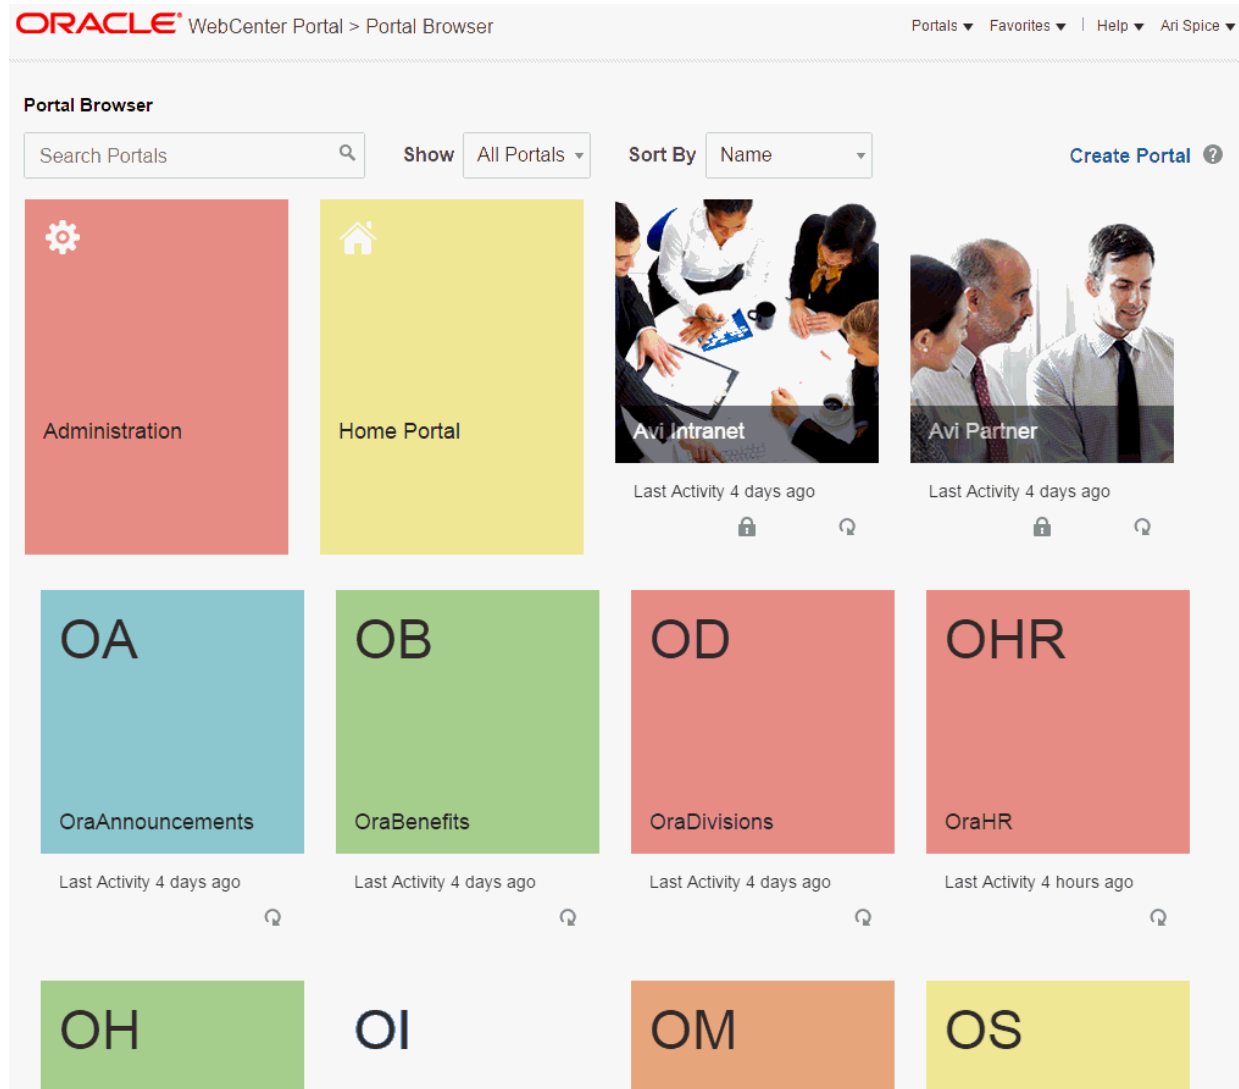 ORACLE WebCenter Portal > Portal Browser Portals Favorites Help Ari Spice
Portal Browser
Search Portals Show All Portals Sort By Name Create Portal ?
Administration Home Portal Avi Intranet Avi Partner
Last Activity 4 days ago Last Activity 4 days ago
OA OB OD OHR
OraAnnouncements OraBenefits OraDivisions OraHR
Last Activity 4 days ago Last Activity 4 days ago Last Activity 4 days ago Last Activity 4 hours ago
OH OI OM OS